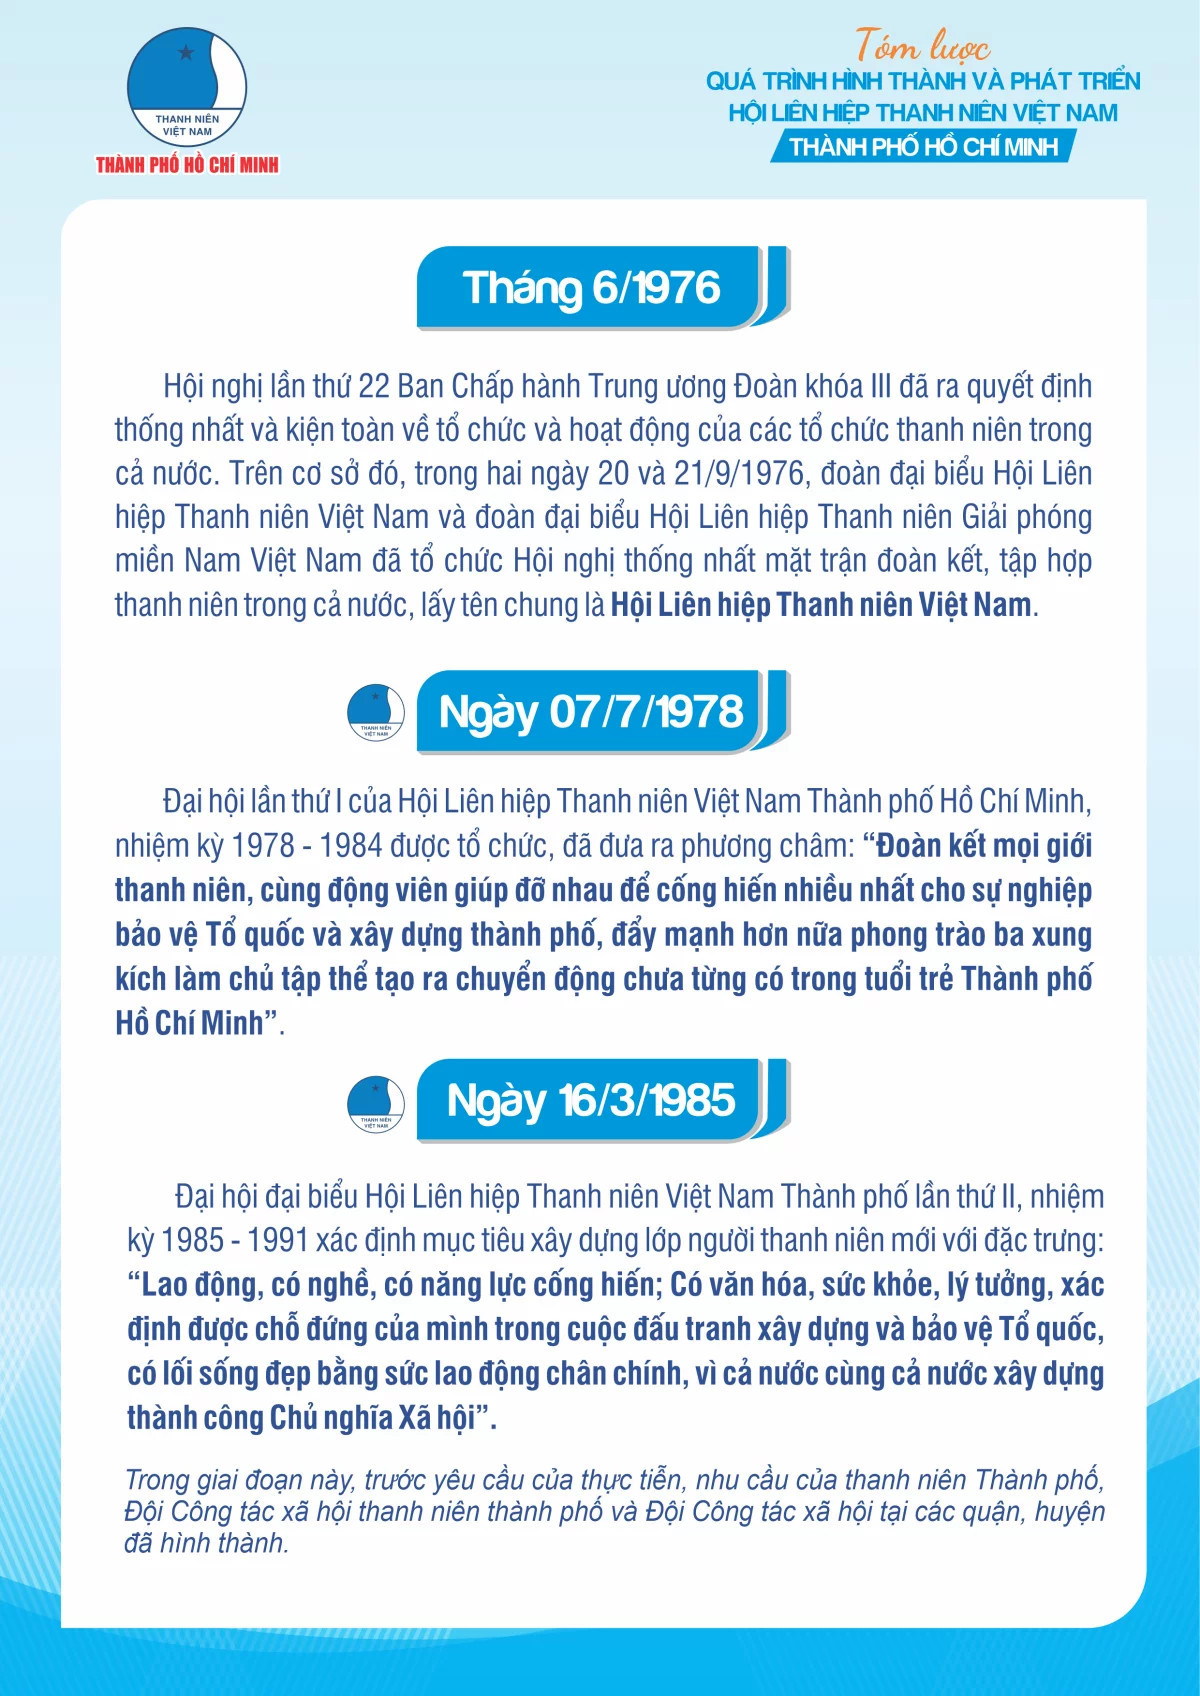 THANH NIÊN
VIỆT NAM
THÀNH PHỐ HỒ CHÍ MINH
Tóm lược
QUÁ TRÌNH HÌNH THÀNH VÀ PHÁT TRIỂN
HỘI LIÊN HIỆP THANH NIÊN VIỆT NAM
THÀNH PHỐ HỒ CHÍ MINH
Tháng 6/1976
Hội nghị lần thứ 22 Ban Chấp hành Trung ương Đoàn khóa III đã ra quyết định
thống nhất và kiện toàn về tổ chức và hoạt động của các tổ chức thanh niên trong
cả nước. Trên cơ sở đó, trong hai ngày 20 và 21/9/1976, đoàn đại biểu Hội Liên
hiệp Thanh niên Việt Nam và đoàn đại biểu Hội Liên hiệp Thanh niên Giải phóng
miền Nam Việt Nam đã tổ chức Hội nghị thống nhất mặt trận đoàn kết, tập hợp
thanh niên trong cả nước, lấy tên chung là Hội Liên hiệp Thanh niên Việt Nam.
THANH NIÊN
VIỆT NAM
Ngày 07/7/1978
Đại hội lần thứ I của Hội Liên hiệp Thanh niên Việt Nam Thành phố Hồ Chí Minh,
nhiệm kỳ 1978 - 1984 được tổ chức, đã đưa ra phương châm: “Đoàn kết mọi giới
thanh niên, cùng động viên giúp đỡ nhau để cống hiến nhiều nhất cho sự nghiệp
bảo vệ Tổ quốc và xây dựng thành phố, đẩy mạnh hơn nữa phong trào ba xung
kích làm chủ tập thể tạo ra chuyển động chưa từng có trong tuổi trẻ Thành phố
Hồ Chí Minh”.
THANH NIÊN
VIỆT NAM
Ngày 16/3/1985
Đại hội đại biểu Hội Liên hiệp Thanh niên Việt Nam Thành phố lần thứ II, nhiệm
kỳ 1985 - 1991 xác định mục tiêu xây dựng lớp người thanh niên mới với đặc trưng:
“Lao động, có nghề, có năng lực cống hiến; Có văn hóa, sức khỏe, lý tưởng, xác
định được chỗ đứng của mình trong cuộc đấu tranh xây dựng và bảo vệ Tổ quốc,
có lối sống đẹp bằng sức lao động chân chính, vì cả nước cùng cả nước xây dựng
thành công Chủ nghĩa Xã hội”.
Trong giai đoạn này, trước yêu cầu của thực tiễn, nhu cầu của thanh niên Thành phố,
Đội Công tác xã hội thanh niên thành phố và Đội Công tác xã hội tại các quận, huyện
đã hình thành.